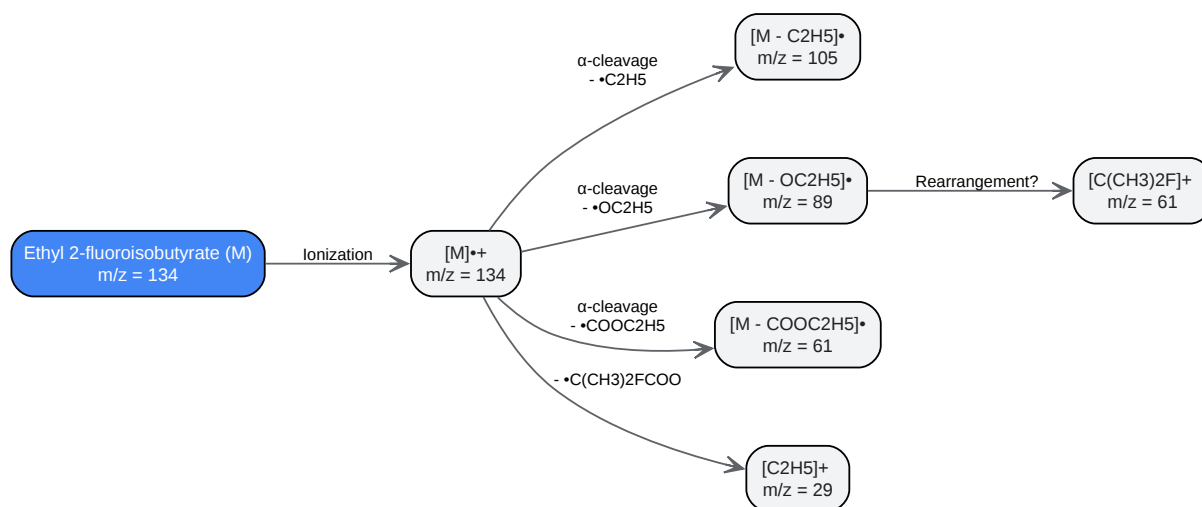 [M - C2H5]•
m/z = 105
α-cleavage
- •C2H5
[M - OC2H5]•
m/z = 89
Rearrangement?
[C(CH3)2F]+
m/z = 61
α-cleavage
- •OC2H5
Ethyl 2-fluoroisobutyrate (M)
m/z = 134
Ionization
[M]•+
m/z = 134
α-cleavage
- •COOC2H5
[M - COOC2H5]•
m/z = 61
- •C(CH3)2FCOO
[C2H5]+
m/z = 29